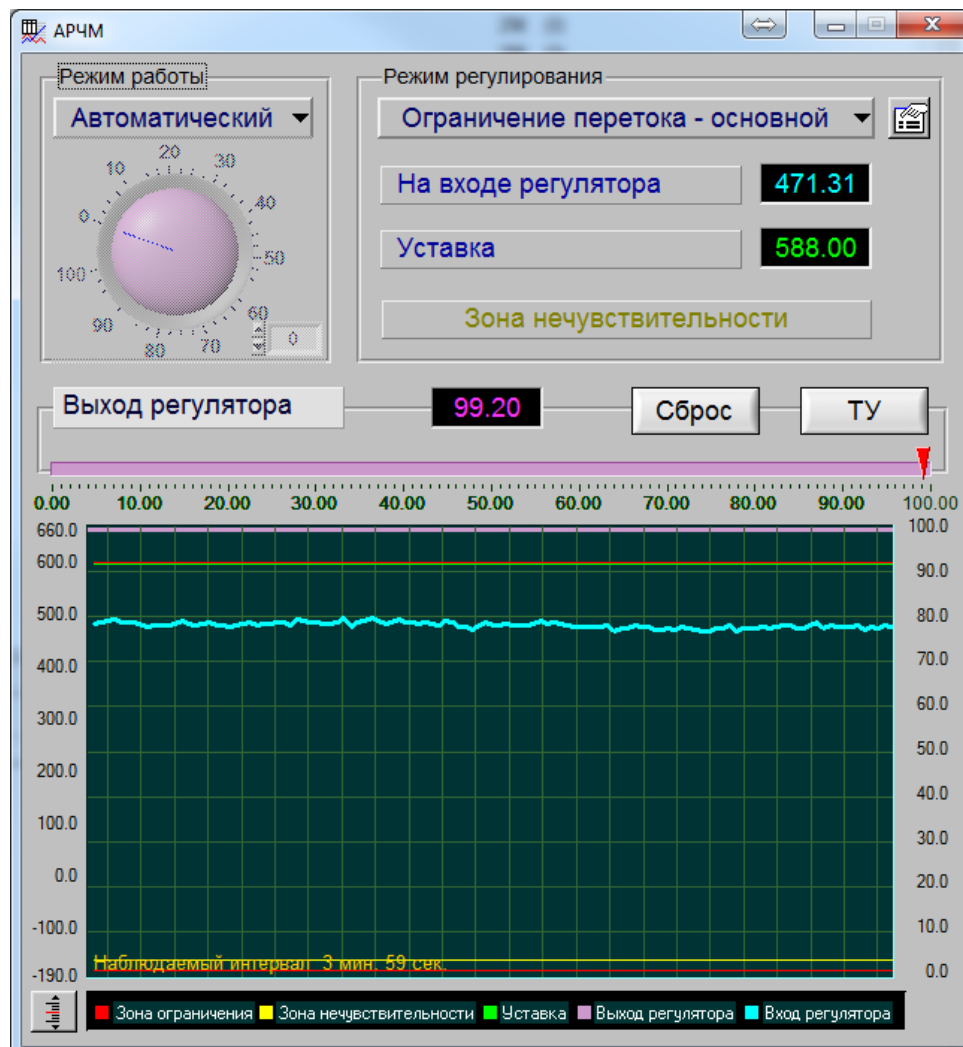 АРЧМ
Режим работы
Автоматический
0
10
20
30
40
50
60
70
80
90
100
0
Режим регулирования
Ограничение перетока - основной
На входе регулятора 471.31
Уставка 588.00
Зона нечувствительности
Выход регулятора 99.20 Сброс ТУ
0.00 10.00 20.00 30.00 40.00 50.00 60.00 70.00 80.00 90.00 100.00
660.0
600.0
500.0
400.0
300.0
200.0
100.0
0.0
-100.0
-190.0
100.0
90.0
80.0
70.0
60.0
50.0
40.0
30.0
20.0
10.0
0.0
Наблюдаемый интервал 3 мин. 59 сек.
Зона ограничения Зона нечувствительности Уставка Выход регулятора Вход регулятора